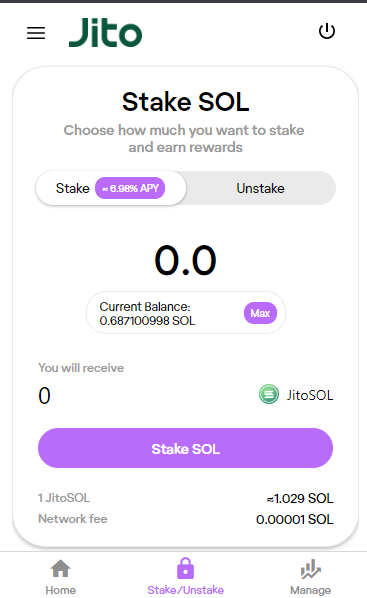 Jito
Stake SOL
Choose how much you want to stake
and earn rewards
Stake ≈ 6.98% APY Unstake
0.0
Current Balance:
0.687100998 SOL
Max
You will receive
0 JitoSOL
Stake SOL
1 JitoSOL ≈1.029 SOL
Network fee 0.00001 SOL
Home Stake/Unstake Manage